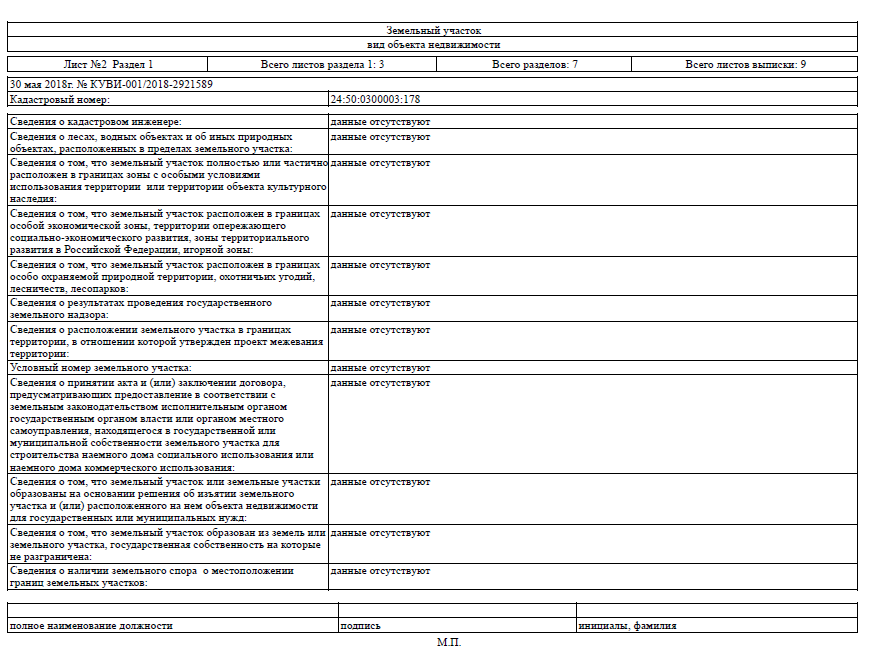 Земельный участок
вид объекта недвижимости
Лист №2 Раздел 1
Всего листов раздела 1: 3
Всего разделов: 7
Всего листов выписки: 9
30 мая 2018г. № КУВИ-001/2018-2921589
Кадастровый номер:
24:50:0300003:178
Сведения о кадастровом инженере:
данные отсутствуют
Сведения о лесах, водных объектах и об иных природных
объектах, расположенных в пределах земельного участка:
данные отсутствуют
Сведения о том, что земельный участок полностью или частично
расположен в границах зоны с особыми условиями
использования территории или территории объекта культурного
наследия:
данные отсутствуют
Сведения о том, что земельный участок расположен в границах
особой экономической зоны, территории опережающего
социально-экономического развития, зоны территориального
развития в Российской Федерации, игорной зоны:
данные отсутствуют
Сведения о том, что земельный участок расположен в границах
особо охраняемой природной территории, охотничьих угодий,
лесничеств, лесопарков:
данные отсутствуют
Сведения о результатах проведения государственного
земельного надзора:
данные отсутствуют
Сведения о расположении земельного участка в границах
территории, в отношении которой утвержден проект межевания
территории:
данные отсутствуют
Условный номер земельного участка:
данные отсутствуют
Сведения о принятии акта и (или) заключении договора,
предусматривающих предоставление в соответствии с
земельным законодательством исполнительным органом
государственным органом власти или органом местного
самоуправления, находящегося в государственной или
муниципальной собственности земельного участка для
строительства наемного дома социального использования или
наемного дома коммерческого использования:
данные отсутствуют
Сведения о том, что земельный участок или земельные участки
образованы на основании решения об изъятии земельного
участка и (или) расположенного на нем объекта недвижимости
для государственных или муниципальных нужд:
данные отсутствуют
Сведения о том, что земельный участок образован из земель или
земельного участка, государственная собственность на которые
не разграничена:
данные отсутствуют
Сведения о наличии земельного спора о местоположении
границ земельных участков:
данные отсутствуют
полное наименование должности
подпись
инициалы, фамилия
М.П.